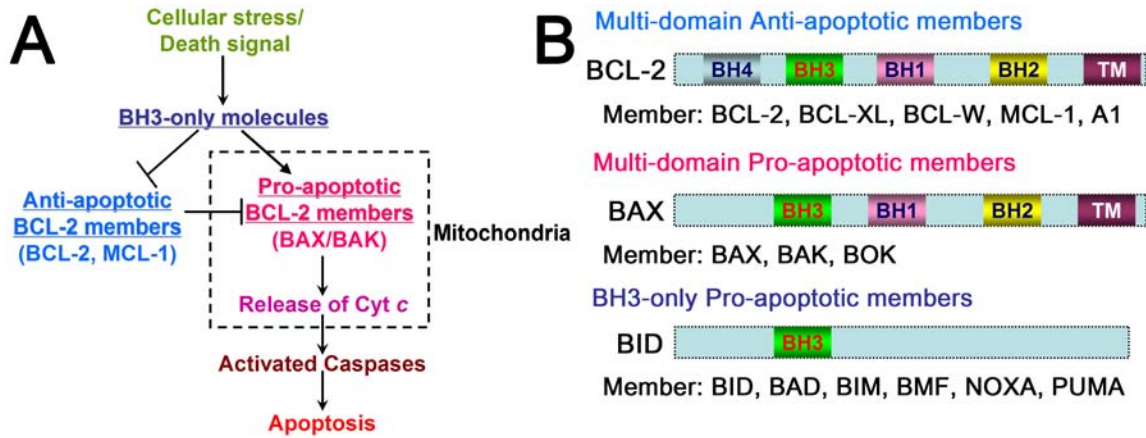 A
Cellular stress/
Death signal
BH3-only molecules
Anti-apoptotic
BCL-2 members
(BCL-2, MCL-1)
Pro-apoptotic
BCL-2 members
(BAX/BAK)
Mitochondria
Release of Cyt c
Activated Caspases
Apoptosis
B
Multi-domain Anti-apoptotic members
BCL-2 BH4 BH3 BH1 BH2 TM
Member: BCL-2, BCL-XL, BCL-W, MCL-1, A1
Multi-domain Pro-apoptotic members
BAX BH3 BH1 BH2 TM
Member: BAX, BAK, BOK
BH3-only Pro-apoptotic members
BID BH3
Member: BID, BAD, BIM, BMF, NOXA, PUMA